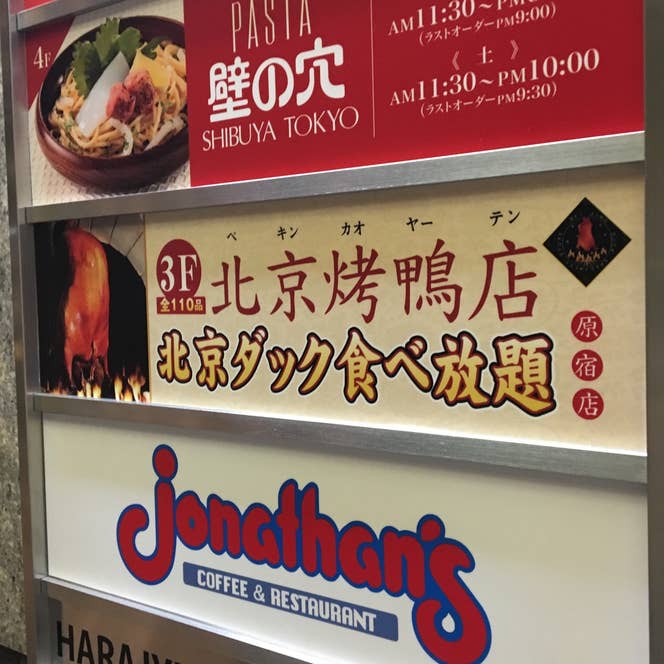 4F
PASTA
壁の穴
SHIBUYA TOKYO
AM11:30～PM
(ラストオーダーPM9:00)
《 土 》
AM11:30～PM10:00
(ラストオーダーPM9:30)
ペキンカオヤーテン
3F
全110品
北京烤鴨店
北京ダック食べ放題
原宿店
Jonathan's
COFFEE & RESTAURANT